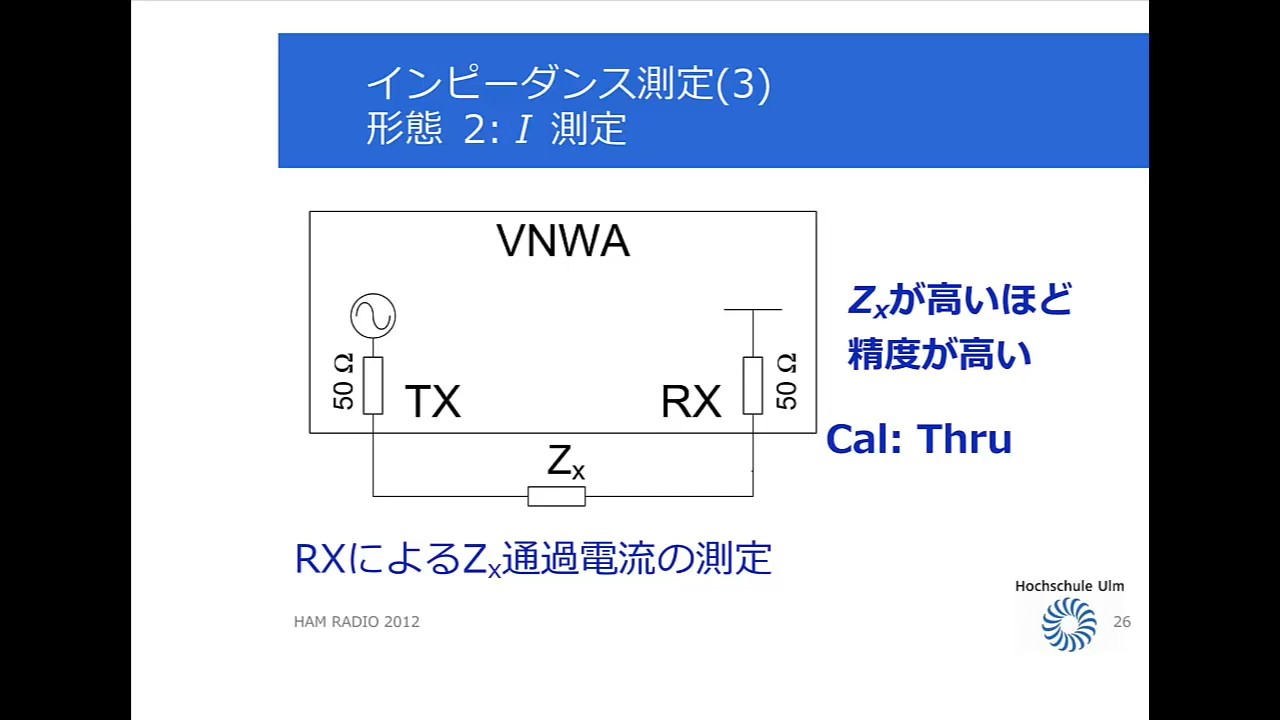 インピーダンス測定(3)
形態 2: I 測定
VNWA
50 Ω
TX
RX
50 Ω
Zxが高いほど
精度が高い
Cal: Thru
Zx
RXによるZx通過電流の測定
Hochschule Ulm
HAM RADIO 2012
26